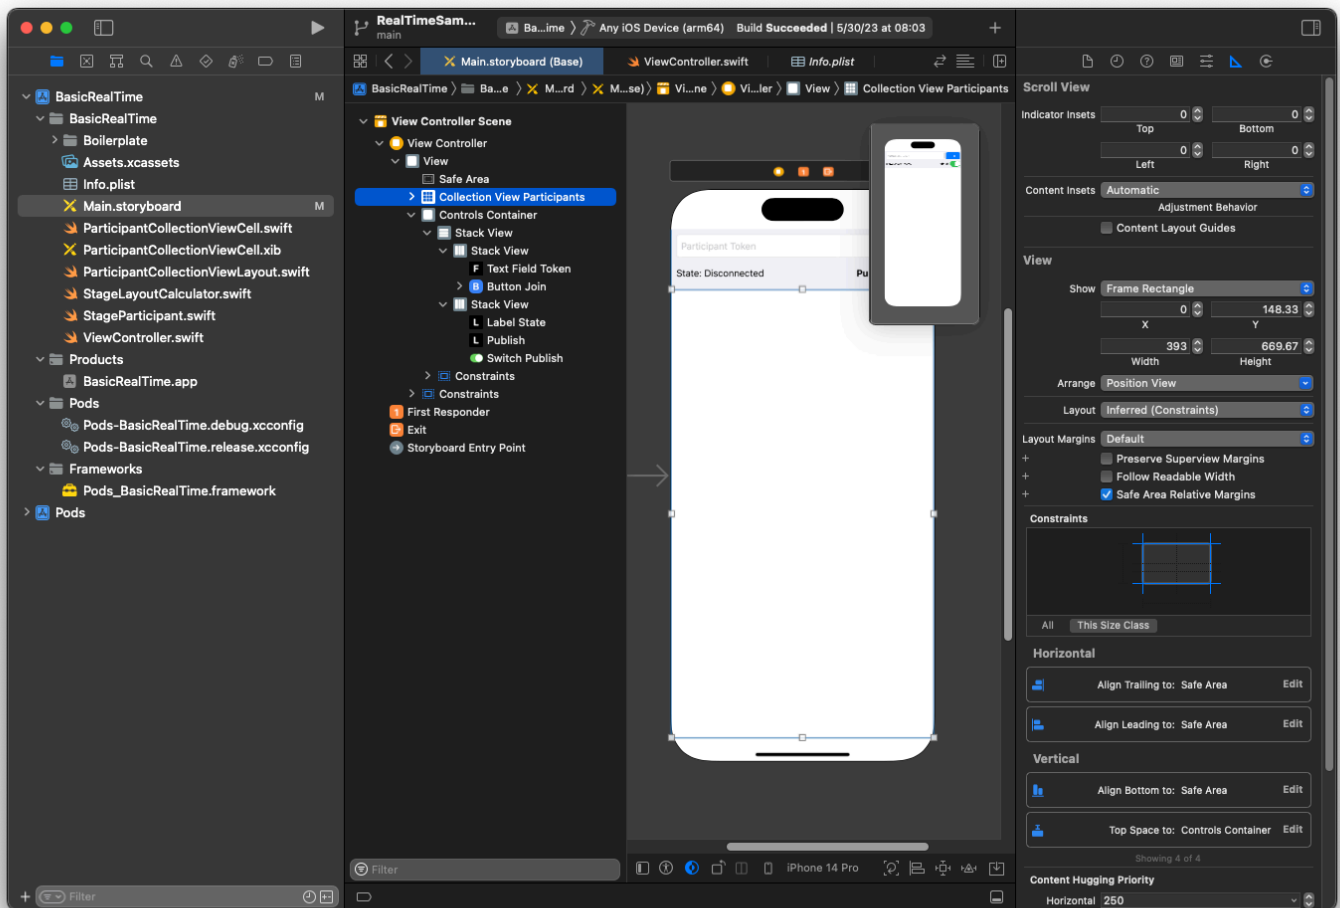 RealTimeSam...
main
Ba...ime
Any iOS Device (arm64)
Build Succeeded | 5/30/23 at 08:03
Main.storyboard (Base)
ViewController.swift
Info.plist
BasicRealTime
Ba...e
M...rd
M...se)
Vi...ne
Vi...ler
View
Collection View Participants
BasicRealTime M
BasicRealTime
Boilerplate
Assets.xcassets
Info.plist
Main.storyboard M
ParticipantCollectionViewCell.swift
ParticipantCollectionViewCell.xib
ParticipantCollectionViewLayout.swift
StageLayoutCalculator.swift
StageParticipant.swift
ViewController.swift
Products
BasicRealTime.app
Pods
Pods-BasicRealTime.debug.xcconfig
Pods-BasicRealTime.release.xcconfig
Frameworks
Pods_BasicRealTime.framework
Pods
Filter
View Controller Scene
View Controller
View
Safe Area
Collection View Participants
Controls Container
Stack View
Stack View
F Text Field Token
B Button Join
Stack View
L Label State
L Publish
Switch Publish
Constraints
Constraints
1 First Responder
Exit
Storyboard Entry Point
Filter
1
Participant Token
State: Disconnected
Pu
iPhone 14 Pro
Scroll View
Indicator Insets 0 0
Top Bottom
0 0
Left Right
Content Insets Automatic
Adjustment Behavior
Content Layout Guides
View
Show Frame Rectangle
0 148.33
X Y
393 669.67
Width Height
Arrange Position View
Layout Inferred (Constraints)
Layout Margins Default
+ Preserve Superview Margins
+ Follow Readable Width
+ Safe Area Relative Margins
Constraints
All This Size Class
Horizontal
Align Trailing to: Safe Area Edit
Align Leading to: Safe Area Edit
Vertical
Align Bottom to: Safe Area Edit
Top Space to: Controls Container Edit
Showing 4 of 4
Content Hugging Priority
Horizontal 250